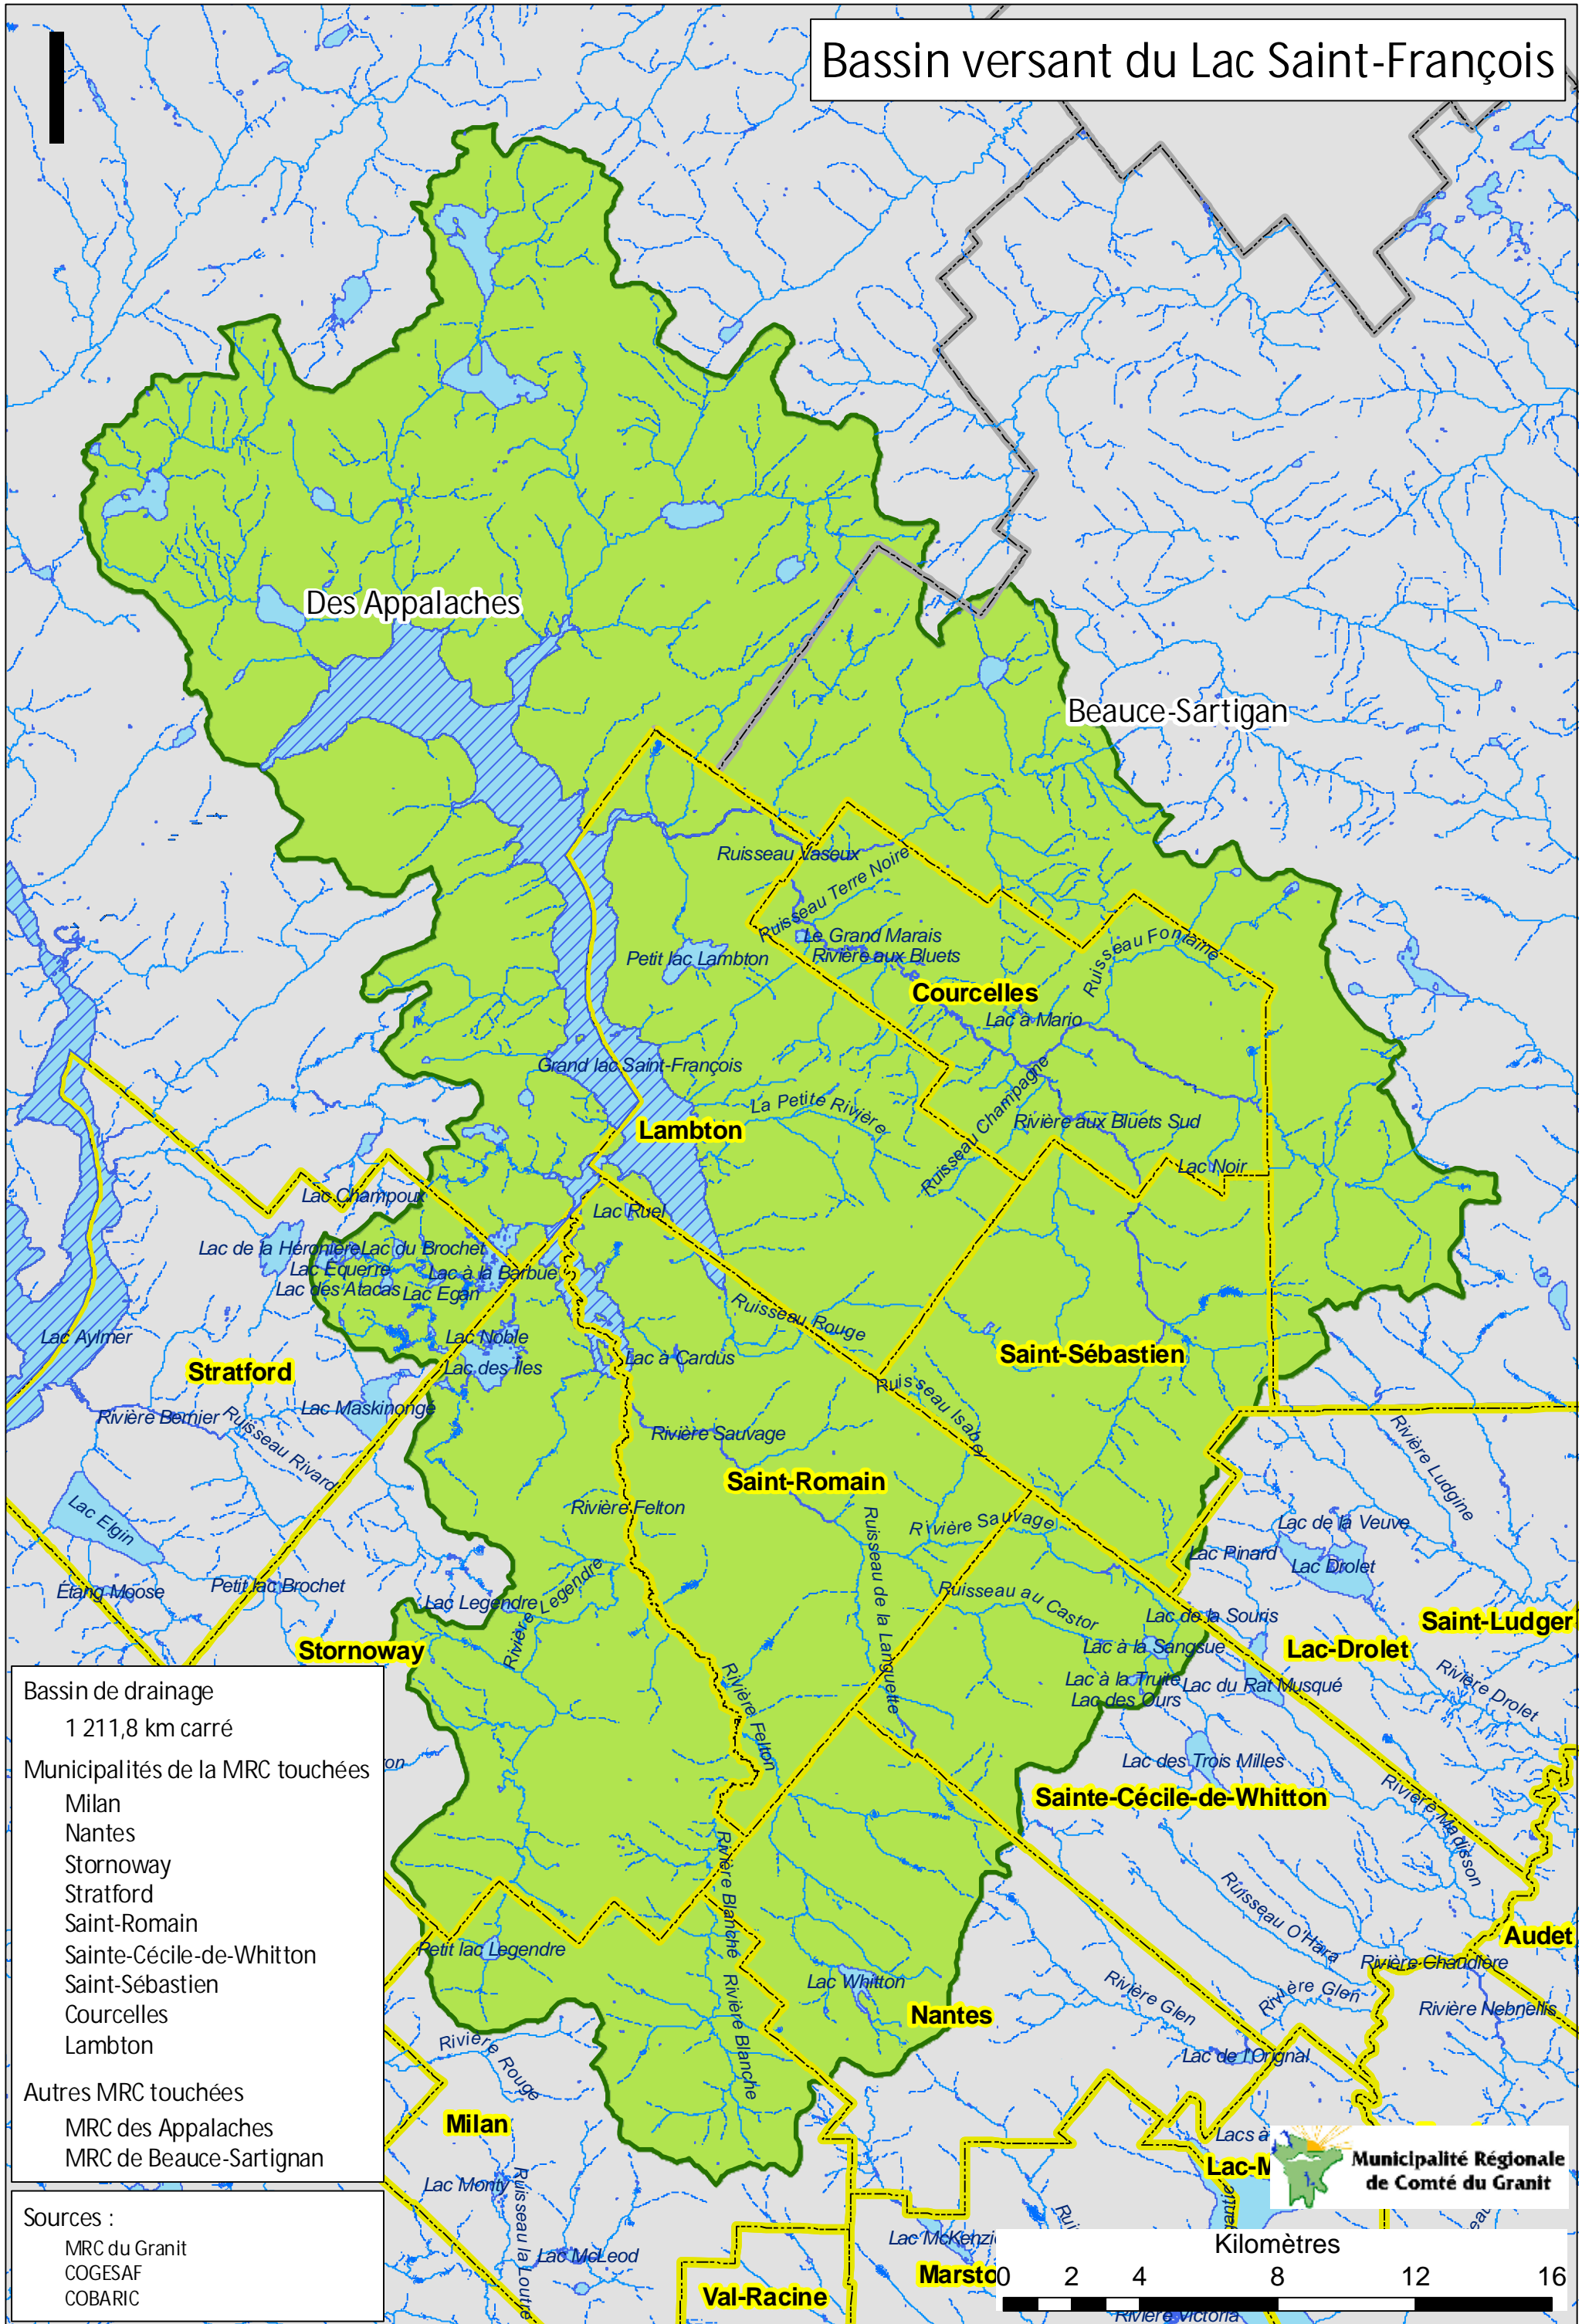 Bassin versant du Lac Saint-François
Des Appalaches
Beauce-Sartigan
Ruisseau Vaseux
Ruisseau Terre Noire
Le Grand Marais
Rivière aux Bluets
Ruisseau Fontaine
Petit lac Lambton
Courcelles
Lac à Mario
Grand lac Saint-François
La Petite Rivière
Ruisseau Champagne
Rivière aux Bluets Sud
Lambton
Lac Noir
Lac Champoux
Lac Ruel
Lac de la Héronière
Lac du Brochet
Lac Équerre
Lac à la Barbue
Lac des Atacas
Lac Egan
Ruisseau Rouge
Lac Aylmer
Lac Noble
Lac à Cardus
Saint-Sébastien
Stratford
Lac des Îles
Ruisseau Isabel
Lac Maskinongé
Rivière Bernier
Ruisseau Rivard
Rivière Sauvage
Rivière Ludgine
Saint-Romain
Lac Elgin
Rivière Felton
Ruisseau de la Languette
Rivière Sauvage
Lac de la Veuve
Lac Pinard
Lac Drolet
Étang Moose
Petit lac Brochet
Lac Legendre
Rivière Legendre
Ruisseau au Castor
Lac de la Souris
Saint-Ludger
Stornoway
Lac à la Sangsue
Lac-Drolet
Rivière Felton
Lac à la Truite
Lac du Rat Musqué
Lac des Ours
Rivière Drolet
Lac des Trois Milles
Sainte-Cécile-de-Whitton
Rivière Madisson
Bassin de drainage
1 211,8 km carré
Municipalités de la MRC touchées
Milan
Nantes
Stornoway
Stratford
Saint-Romain
Sainte-Cécile-de-Whitton
Saint-Sébastien
Courcelles
Lambton
Autres MRC touchées
MRC des Appalaches
MRC de Beauce-Sartignan
on
Rivière Blanche
Ruisseau O'Hara
Audet
Petit lac Legendre
Rivière Chaudière
Lac Whitton
Rivière Blanche
Rivière Glen
Rivière Glen
Rivière Nebnellis
Nantes
Rivière Rouge
Lac de l'Orignal
Milan
Lacs à
Lac-M
Municipalité Régionale
de Comté du Granit
Lac Monty
Ruisseau la Loutre
Rui
Sources :
MRC du Granit
COGESAF
COBARIC
Lac McLeod
Lac McKenzi
Kilomètres
Marsto
0 2 4 8 12 16
Val-Racine
Rivière Victoria